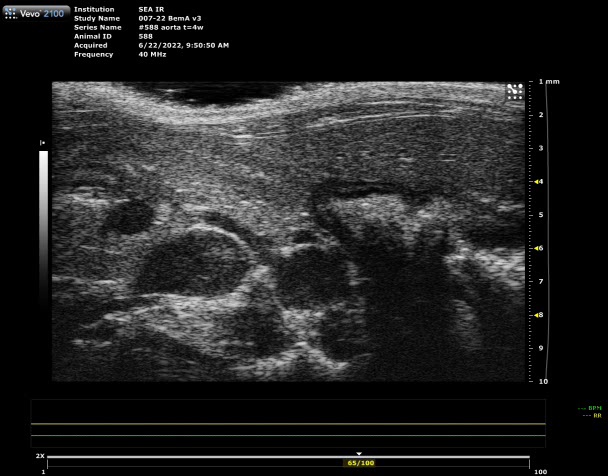 Vevo 2100
Institution SEA IR
Study Name 007-22 BemA v3
Series Name #588 aorta t=4w
Animal ID 588
Acquired 6/22/2022, 9:50:50 AM
Frequency 40 MHz
1 mm
2
3
4
5
6
7
8
9
10
--- BPM
--- RR
2X
65/100
1 100